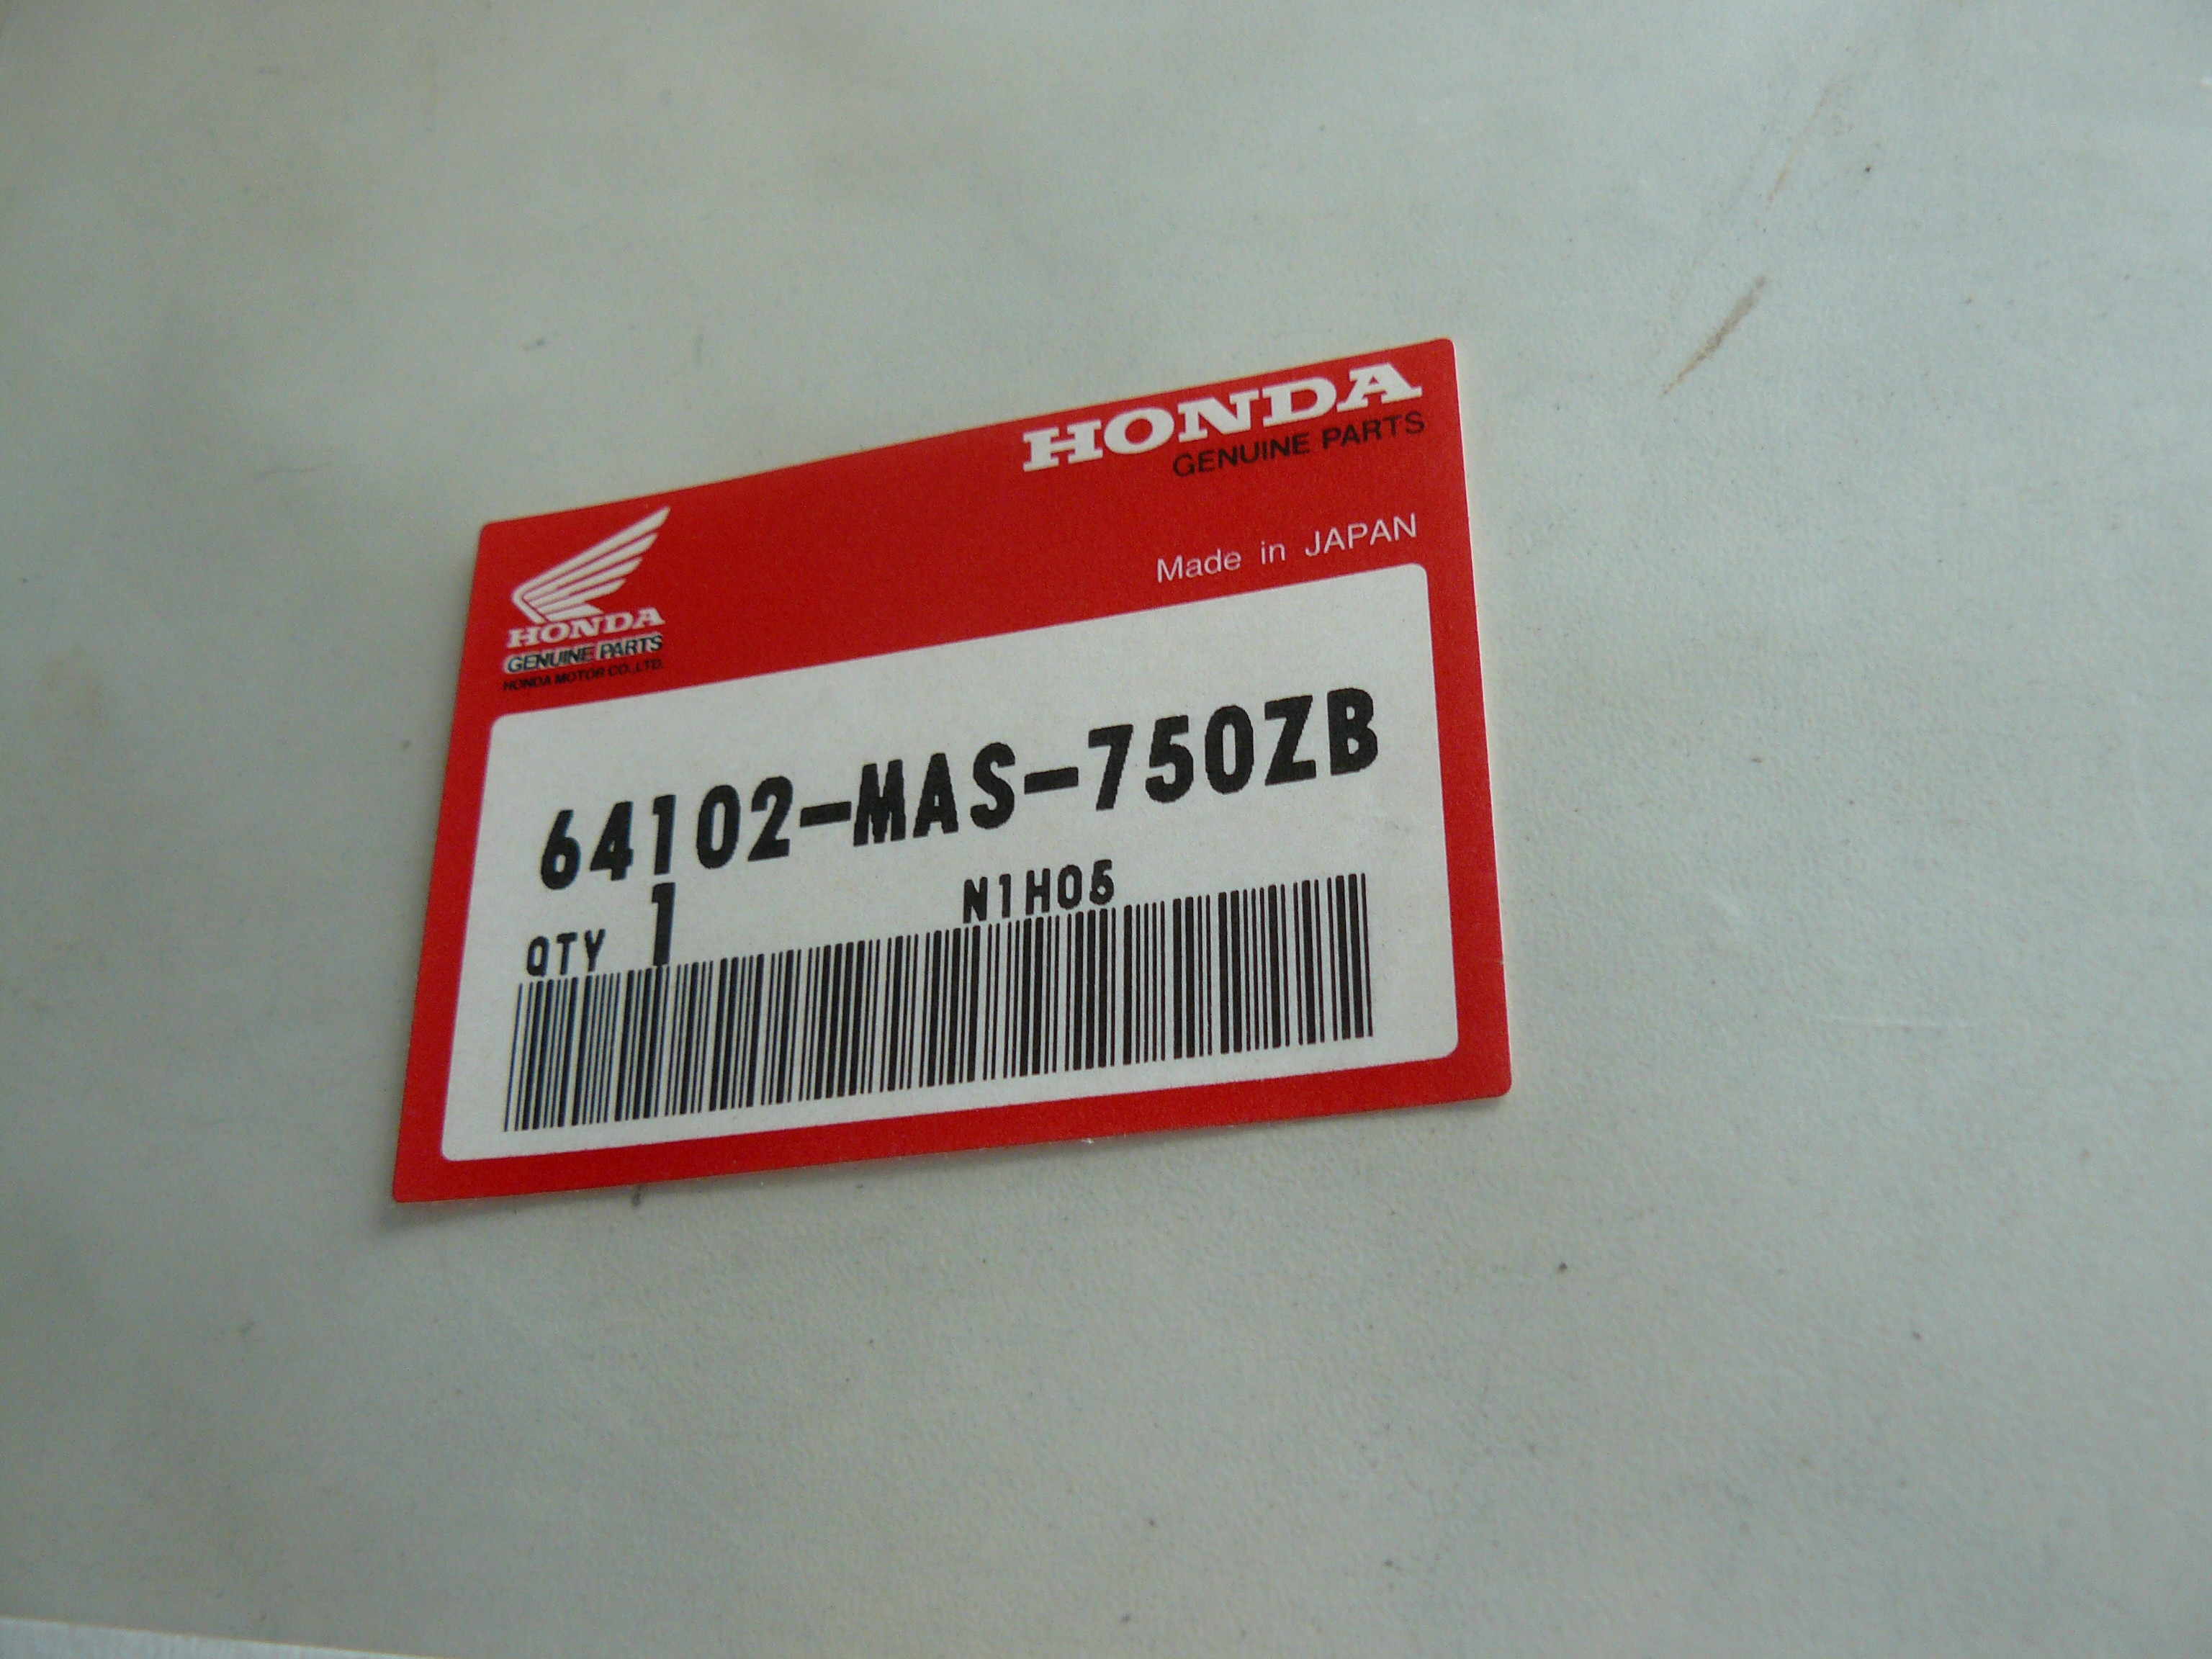 HONDA
GENUINE PARTS
Made in JAPAN
HONDA
GENUINE PARTS
HONDA MOTOR CO.,LTD.
64102-MAS-750ZB
QTY 1 N1H05